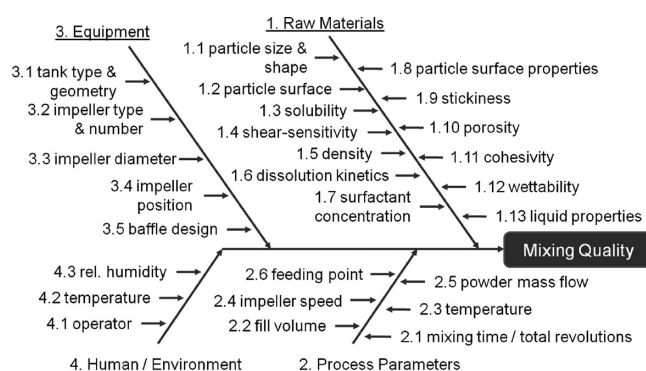 3. Equipment
1. Raw Materials
3.1 tank type &
geometry
3.2 impeller type
& number
3.3 impeller diameter
3.4 impeller
position
3.5 baffle design
1.1 particle size &
shape
1.2 particle surface
1.3 solubility
1.4 shear-sensitivity
1.5 density
1.6 dissolution kinetics
1.7 surfactant
concentration
1.8 particle surface properties
1.9 stickiness
1.10 porosity
1.11 cohesivity
1.12 wettability
1.13 liquid properties
Mixing Quality
4.3 rel. humidity
4.2 temperature
4.1 operator
2.6 feeding point
2.4 impeller speed
2.2 fill volume
2.5 powder mass flow
2.3 temperature
2.1 mixing time / total revolutions
4. Human / Environment
2. Process Parameters